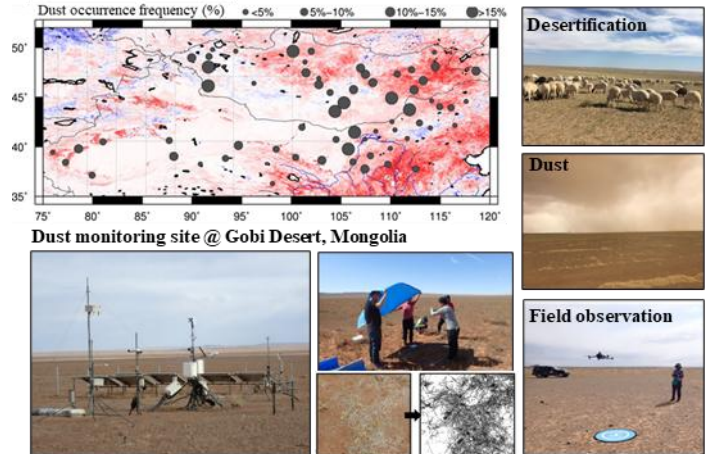 Dust occurrence frequency (%)
<5% 5%-10% 10%-15% >15%
50°
45°
40°
35°
75° 80° 85° 90° 95° 100° 105° 110° 115° 120°
Dust monitoring site @ Gobi Desert, Mongolia
Desertification
Dust
Field observation